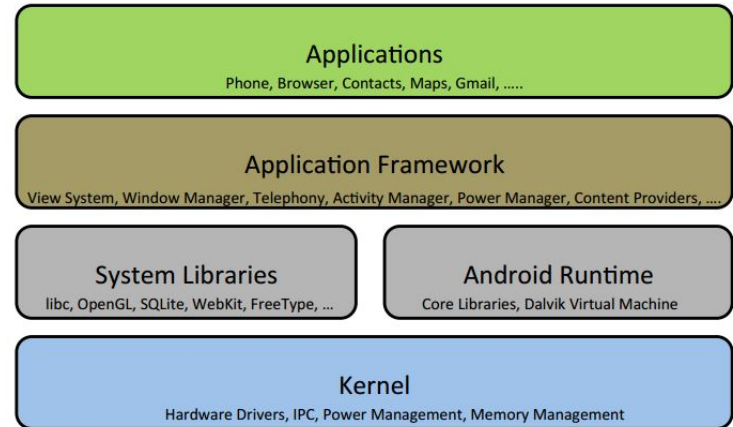 Applications
Phone, Browser, Contacts, Maps, Gmail, .....
Application Framework
View System, Window Manager, Telephony, Activity Manager, Power Manager, Content Providers, ....
System Libraries
libc, OpenGL, SQLite, WebKit, FreeType, ...
Android Runtime
Core Libraries, Dalvik Virtual Machine
Kernel
Hardware Drivers, IPC, Power Management, Memory Management